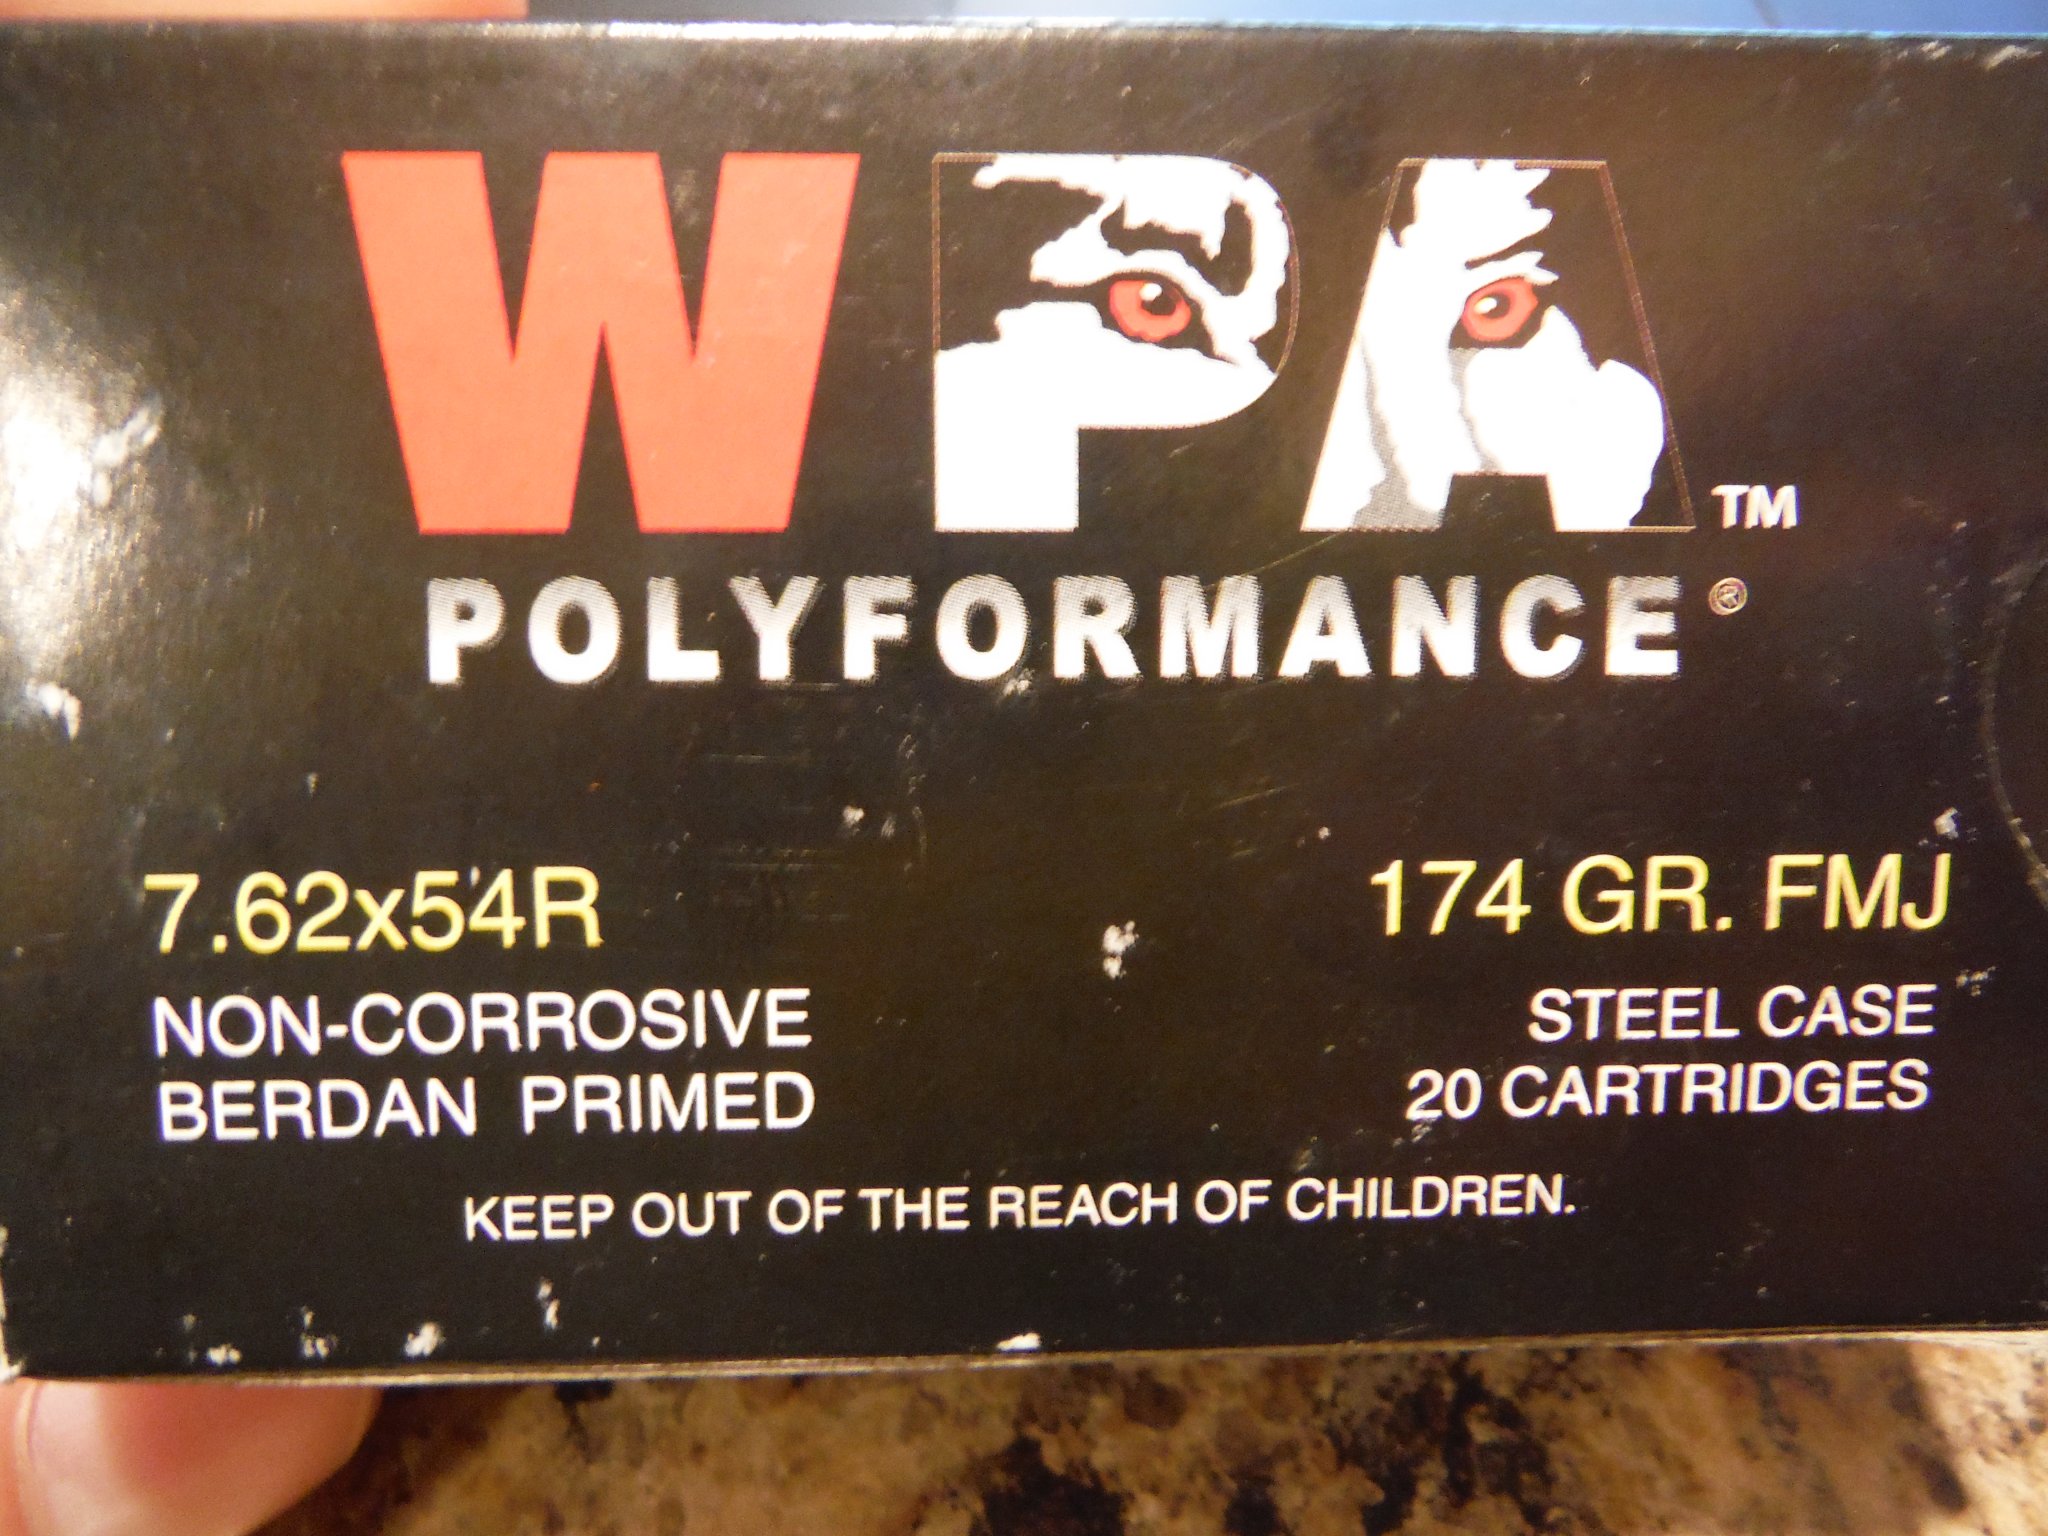 WPA™
POLYFORMANCE®
7.62x54R 174 GR. FMJ
NON-CORROSIVE STEEL CASE
BERDAN PRIMED 20 CARTRIDGES
KEEP OUT OF THE REACH OF CHILDREN.